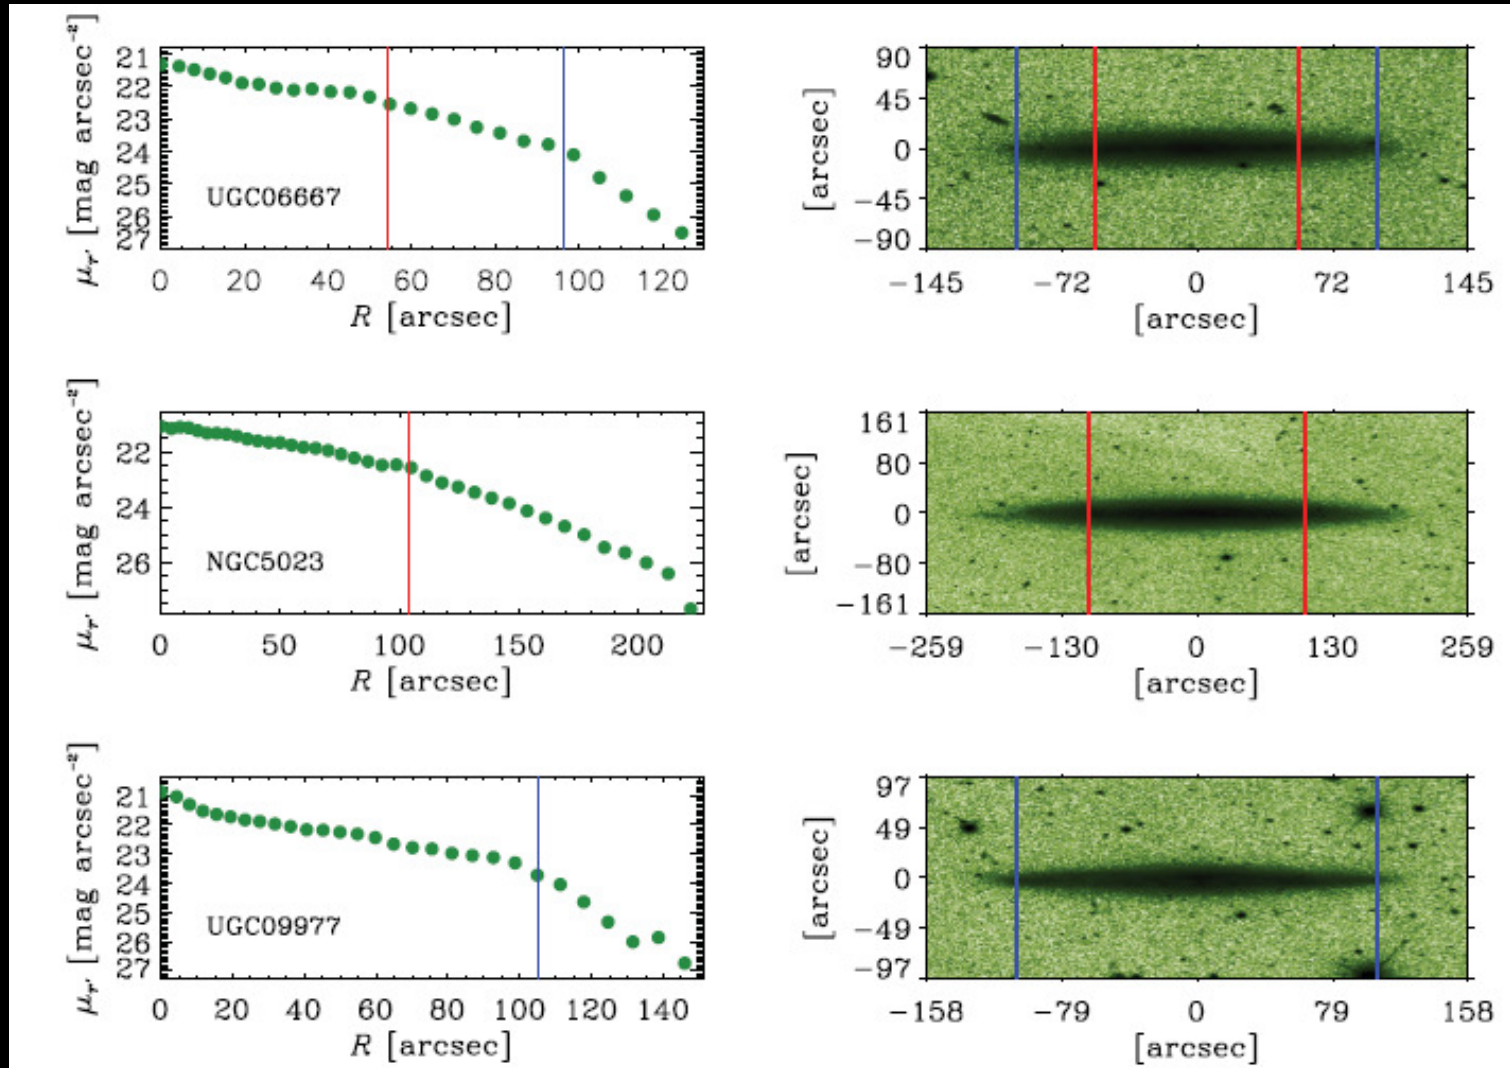 μr′ [mag arcsec⁻²]
21
22
23
24
25
26
27
UGC06667
0 20 40 60 80 100 120
R [arcsec]
[arcsec]
90
45
0
−45
−90
−145 −72 0 72 145
[arcsec]
μr′ [mag arcsec⁻²]
22
24
26
NGC5023
0 50 100 150 200
R [arcsec]
[arcsec]
161
80
0
−80
−161
−259 −130 0 130 259
[arcsec]
μr′ [mag arcsec⁻²]
21
22
23
24
25
26
27
UGC09977
0 20 40 60 80 100 120 140
R [arcsec]
[arcsec]
97
49
0
−49
−97
−158 −79 0 79 158
[arcsec]